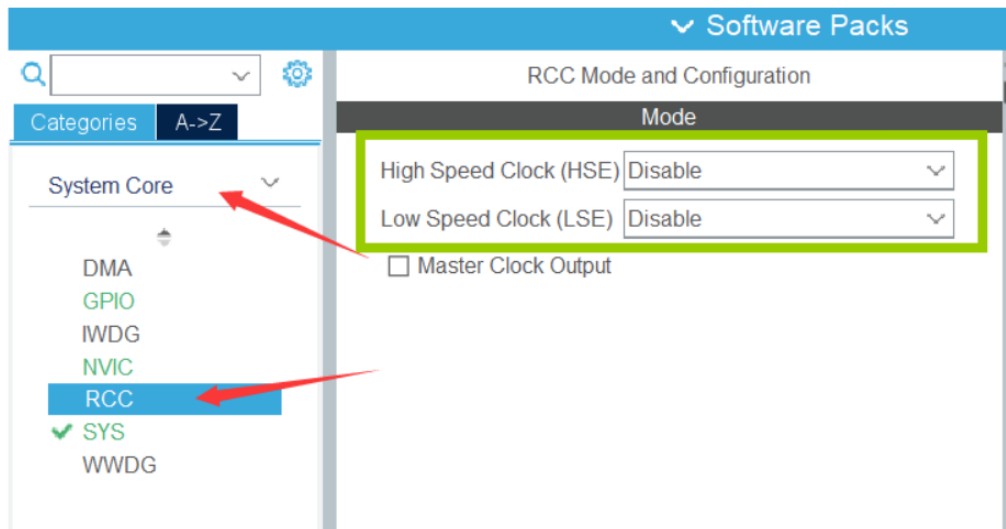 Software Packs
RCC Mode and Configuration
Categories
A->Z
Mode
System Core
High Speed Clock (HSE) Disable
Low Speed Clock (LSE) Disable
Master Clock Output
DMA
GPIO
IWDG
NVIC
RCC
SYS
WWDG